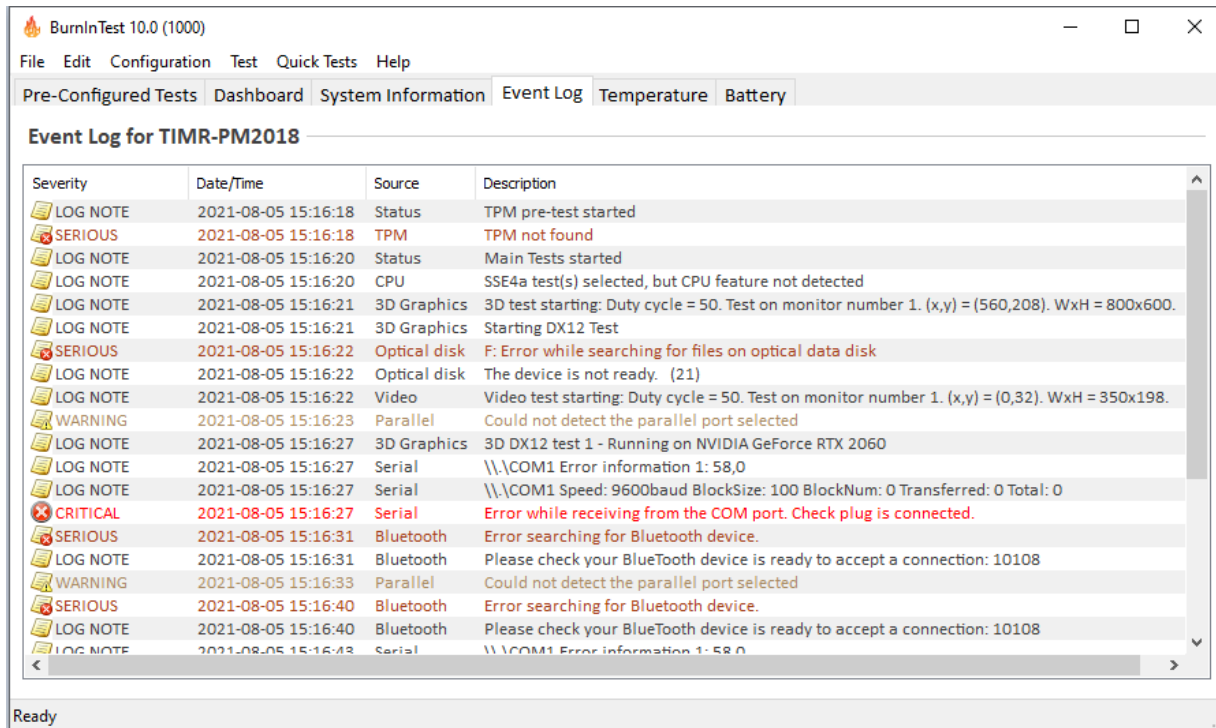 BurnInTest 10.0 (1000)
File Edit Configuration Test Quick Tests Help
Pre-Configured Tests Dashboard System Information Event Log Temperature Battery
Event Log for TIMR-PM2018
Severity Date/Time Source Description
LOG NOTE 2021-08-05 15:16:18 Status TPM pre-test started
SERIOUS 2021-08-05 15:16:18 TPM TPM not found
LOG NOTE 2021-08-05 15:16:20 Status Main Tests started
LOG NOTE 2021-08-05 15:16:20 CPU SSE4a test(s) selected, but CPU feature not detected
LOG NOTE 2021-08-05 15:16:21 3D Graphics 3D test starting: Duty cycle = 50. Test on monitor number 1. (x,y) = (560,208). WxH = 800x600.
LOG NOTE 2021-08-05 15:16:21 3D Graphics Starting DX12 Test
SERIOUS 2021-08-05 15:16:22 Optical disk F: Error while searching for files on optical data disk
LOG NOTE 2021-08-05 15:16:22 Optical disk The device is not ready. (21)
LOG NOTE 2021-08-05 15:16:22 Video Video test starting: Duty cycle = 50. Test on monitor number 1. (x,y) = (0,32). WxH = 350x198.
WARNING 2021-08-05 15:16:23 Parallel Could not detect the parallel port selected
LOG NOTE 2021-08-05 15:16:27 3D Graphics 3D DX12 test 1 - Running on NVIDIA GeForce RTX 2060
LOG NOTE 2021-08-05 15:16:27 Serial \\.\COM1 Error information 1: 58,0
LOG NOTE 2021-08-05 15:16:27 Serial \\.\COM1 Speed: 9600baud BlockSize: 100 BlockNum: 0 Transferred: 0 Total: 0
CRITICAL 2021-08-05 15:16:27 Serial Error while receiving from the COM port. Check plug is connected.
SERIOUS 2021-08-05 15:16:31 Bluetooth Error searching for Bluetooth device.
LOG NOTE 2021-08-05 15:16:31 Bluetooth Please check your BlueTooth device is ready to accept a connection: 10108
WARNING 2021-08-05 15:16:33 Parallel Could not detect the parallel port selected
SERIOUS 2021-08-05 15:16:40 Bluetooth Error searching for Bluetooth device.
LOG NOTE 2021-08-05 15:16:40 Bluetooth Please check your BlueTooth device is ready to accept a connection: 10108
LOG NOTE 2021-08-05 15:16:43 Serial \\.\COM1 Error information 1: 58,0
Ready